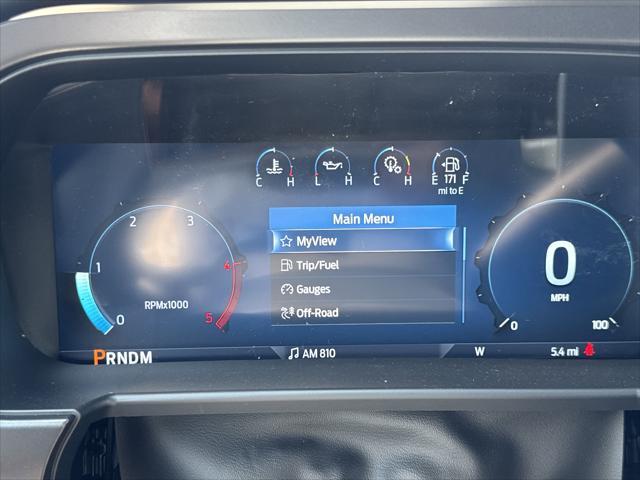 C H L H C H E 171 F
mi to E
Main Menu
MyView
Trip/Fuel
Gauges
Off-Road
2 3
1 4
0 5
RPMx1000
0
MPH
0 100
PRNDM
AM 810
W
5.4 mi